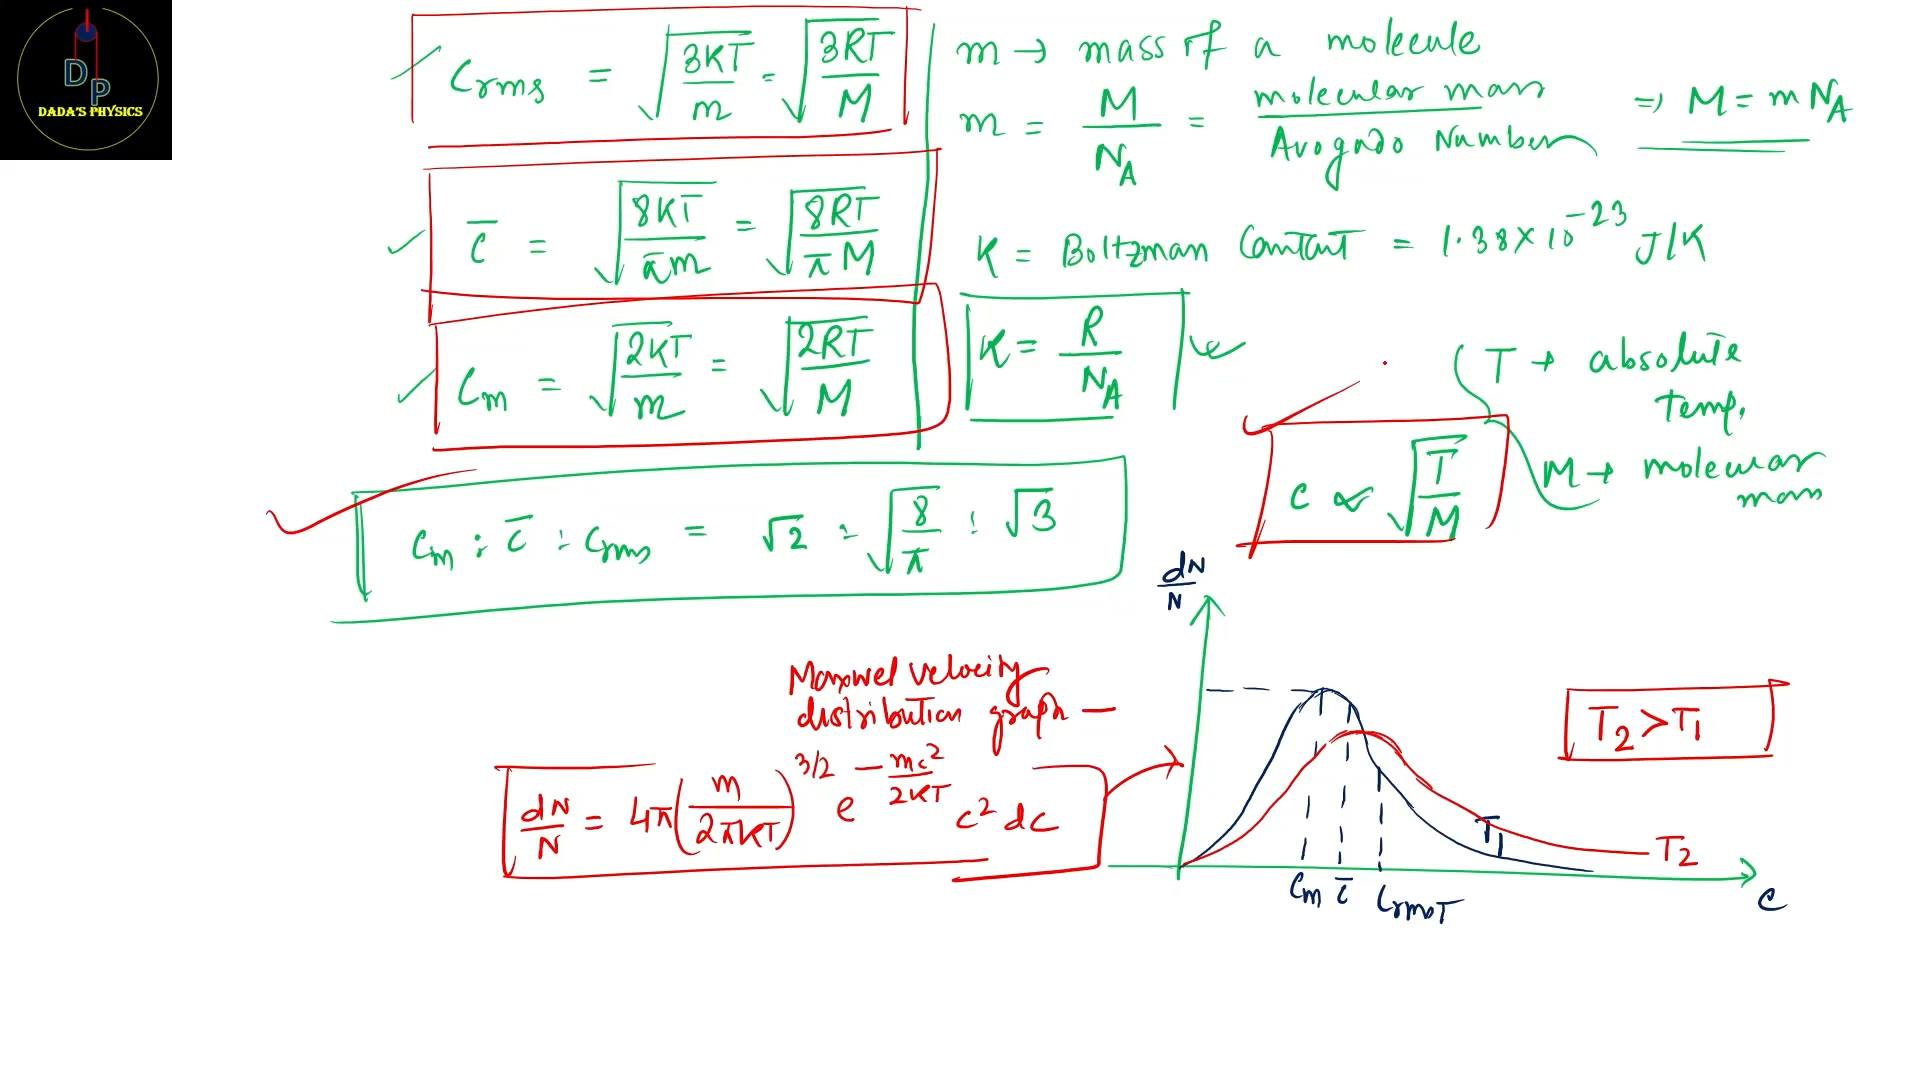 DP
DADA'S PHYSICS
Crms = √(3KT/m) = √(3RT/M)
C̅ = √(8KT/πm) = √(8RT/πM)
Cm = √(2KT/m) = √(2RT/M)
Cm : C̅ : Crms = √2 : √(8/π) : √3
m → mass of a molecule
m = M/NA = molecular mass/Avogado Number ⇒ M = mNA
K = Boltzman Constant = 1.38×10⁻²³ J/K
K = R/NA
T → absolute
temp.
C ∝ √(T/M)
M → molecular
mass
Maxwel velocity
distribution graph —
dN/N = 4π(m/2πKT)^3/2 e^(-mc²/2KT) c² dc
dN/N
T2 > T1
T1
T2
Cm C̅ Crms T
C